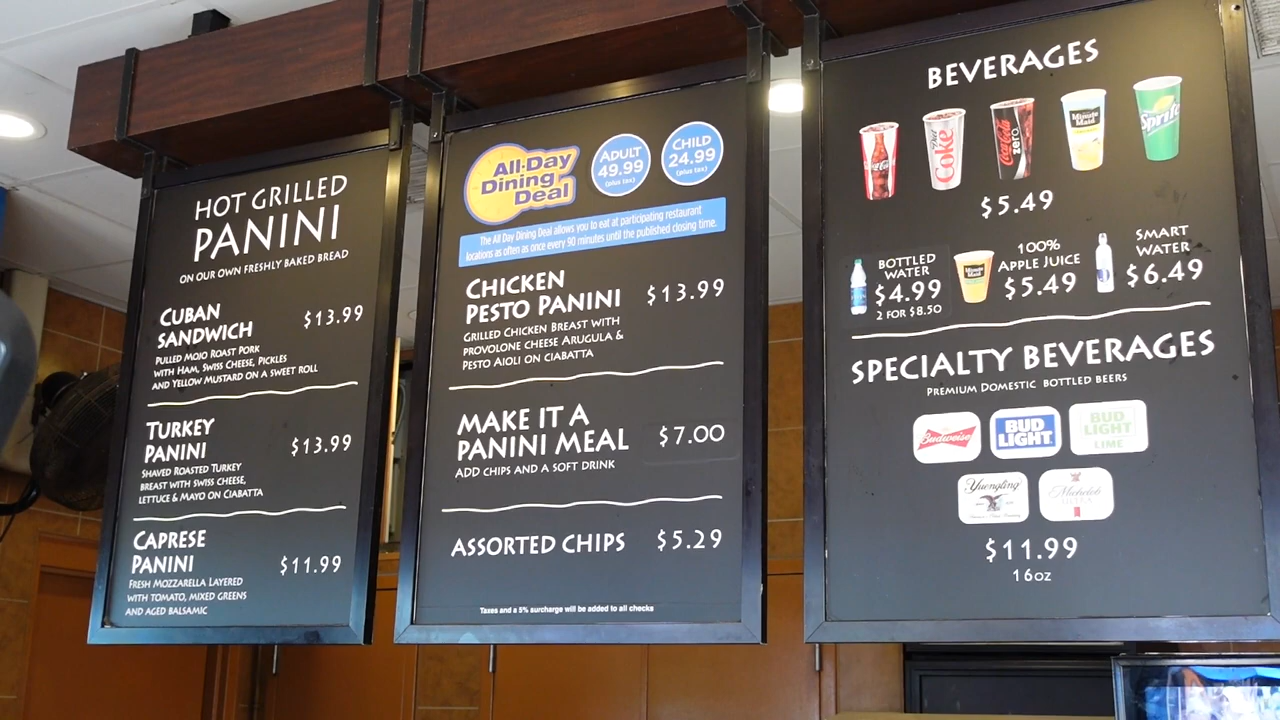 HOT GRILLED
PANINI
ON OUR OWN FRESHLY BAKED BREAD
CUBAN
SANDWICH
$13.99
PULLED MOJO ROAST PORK
WITH HAM, SWISS CHEESE, PICKLES
AND YELLOW MUSTARD ON A SWEET ROLL
TURKEY
PANINI
$13.99
SHAVED ROASTED TURKEY
BREAST WITH SWISS CHEESE,
LETTUCE & MAYO ON CIABATTA
CAPRESE
PANINI
$11.99
FRESH MOZZARELLA LAYERED
WITH TOMATO, MIXED GREENS
AND AGED BALSAMIC
All-Day
Dining
Deal
ADULT
49.99
(plus tax)
CHILD
24.99
(plus tax)
The All Day Dining Deal allows you to eat at participating restaurant
locations as often as once every 90 minutes until the published closing time.
CHICKEN
PESTO PANINI
$13.99
GRILLED CHICKEN BREAST WITH
PROVOLONE CHEESE ARUGULA &
PESTO AIOLI ON CIABATTA
MAKE IT A
PANINI MEAL
$7.00
ADD CHIPS AND A SOFT DRINK
ASSORTED CHIPS $5.29
Taxes and a 5% surcharge will be added to all checks
BEVERAGES
Diet Coke
Coca-Cola zero
Minute Maid
Sprite
$5.49
BOTTLED
WATER
$4.99
2 FOR $8.50
Minute Maid
100%
APPLE JUICE
$5.49
SMART
WATER
$6.49
SPECIALTY BEVERAGES
PREMIUM DOMESTIC BOTTLED BEERS
Budweiser
BUD
LIGHT
BUD
LIGHT
LIME
Yuengling
Michelob
$11.99
16oz